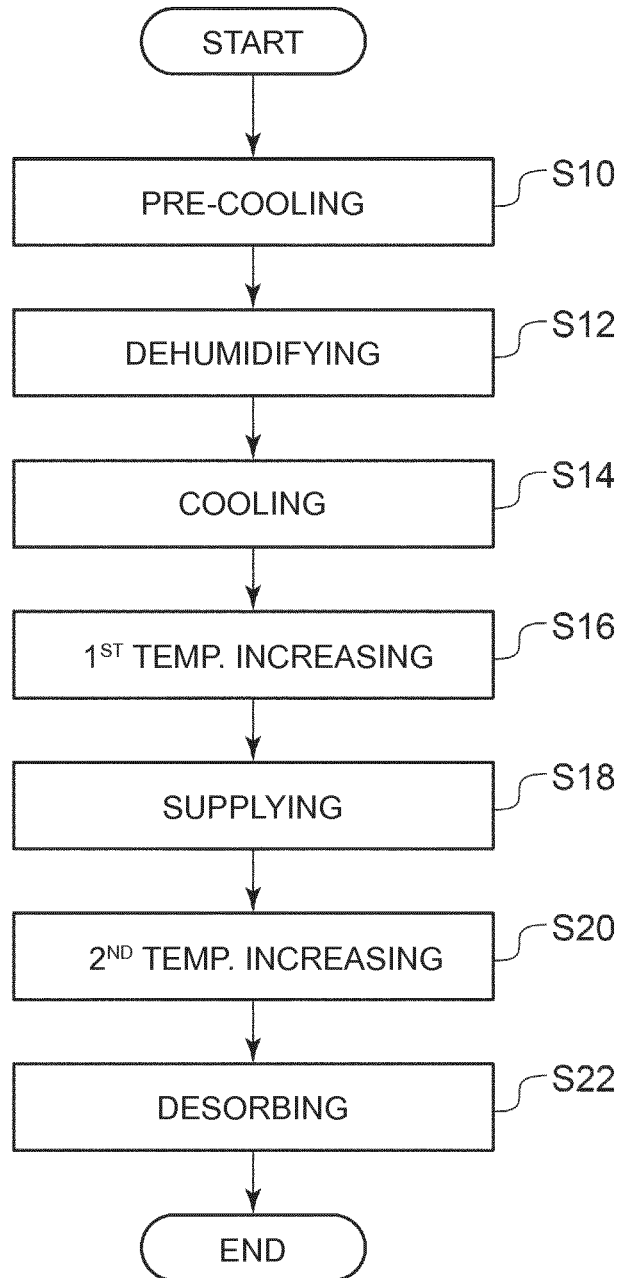 START
PRE-COOLING
S10
DEHUMIDIFYING
S12
COOLING
S14
1ST TEMP. INCREASING
S16
SUPPLYING
S18
2ND TEMP. INCREASING
S20
DESORBING
S22
END